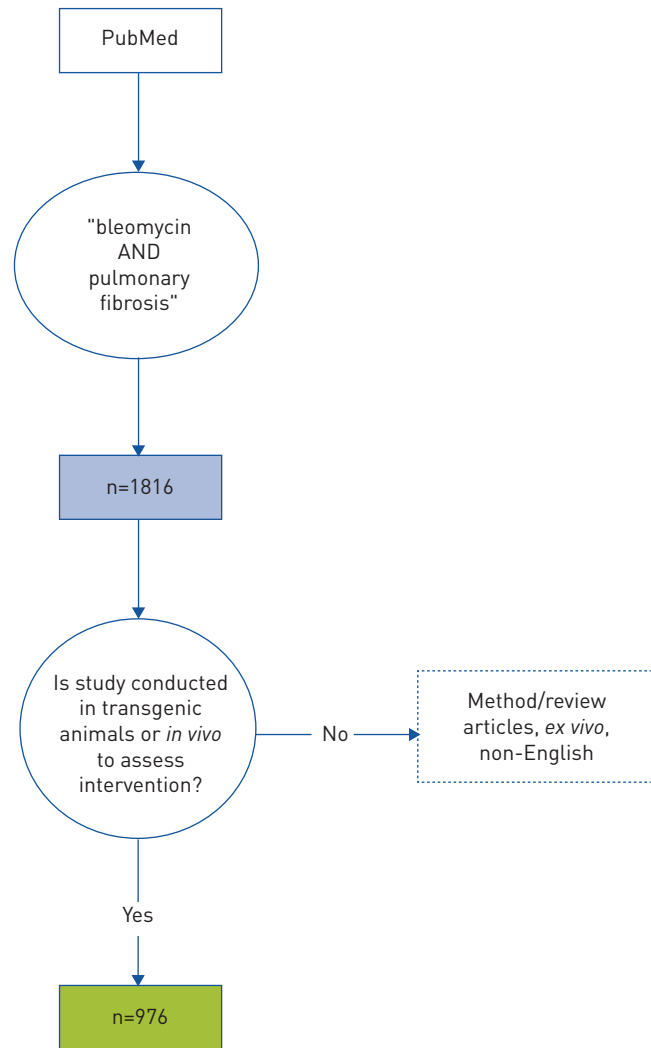 PubMed
"bleomycin
AND
pulmonary
fibrosis"
n=1816
Is study conducted
in transgenic
animals or in vivo
to assess
intervention?
No
Method/review
articles, ex vivo,
non-English
Yes
n=976